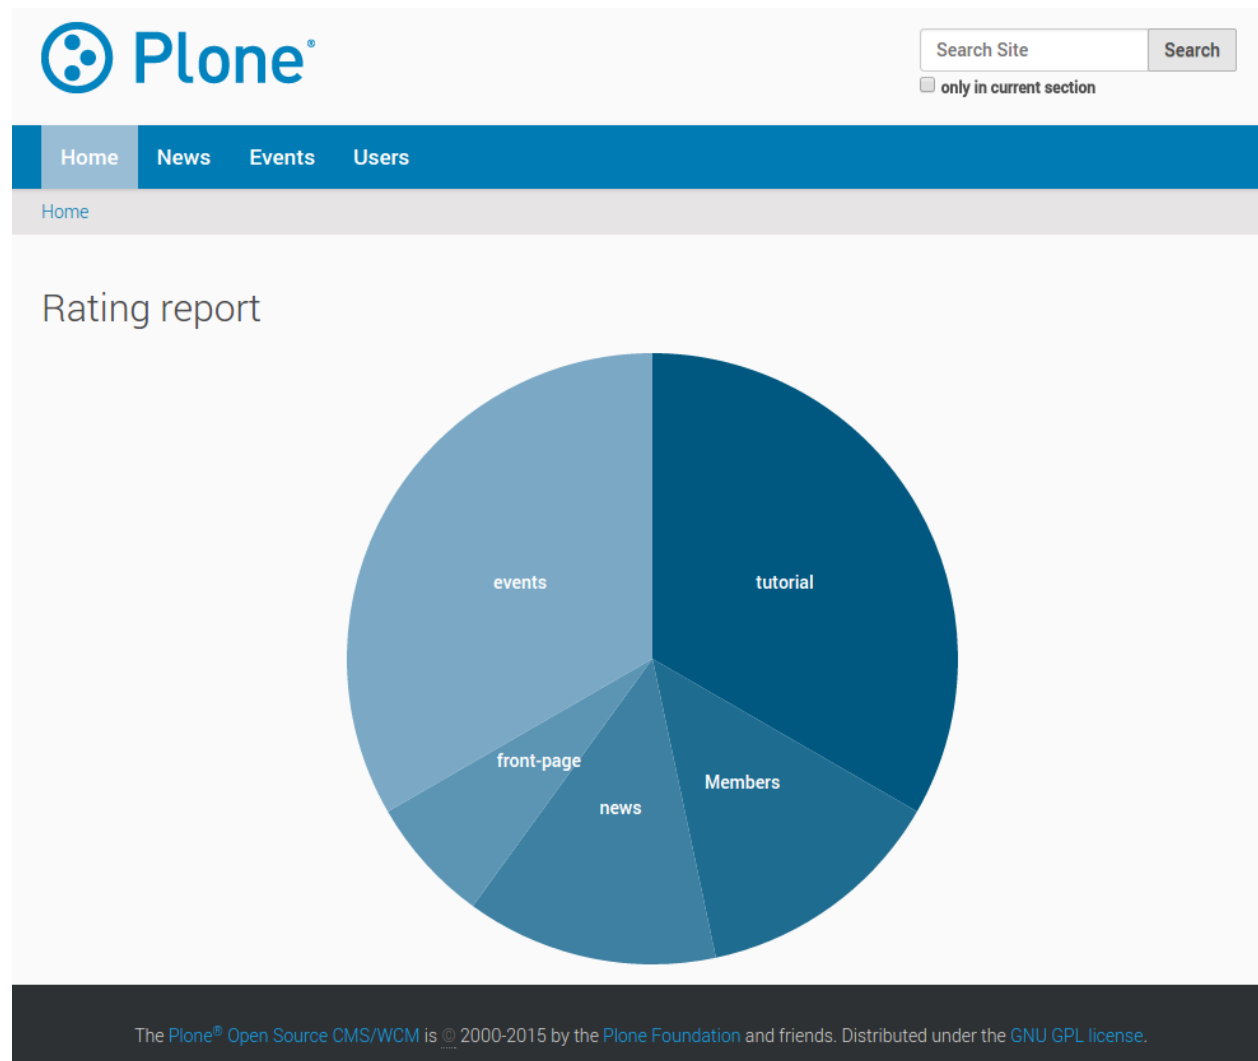 Plone®
Search Site
Search
only in current section
Home
News
Events
Users
Home
Rating report
events
tutorial
front-page
Members
news
The Plone® Open Source CMS/WCM is © 2000-2015 by the Plone Foundation and friends. Distributed under the GNU GPL license.